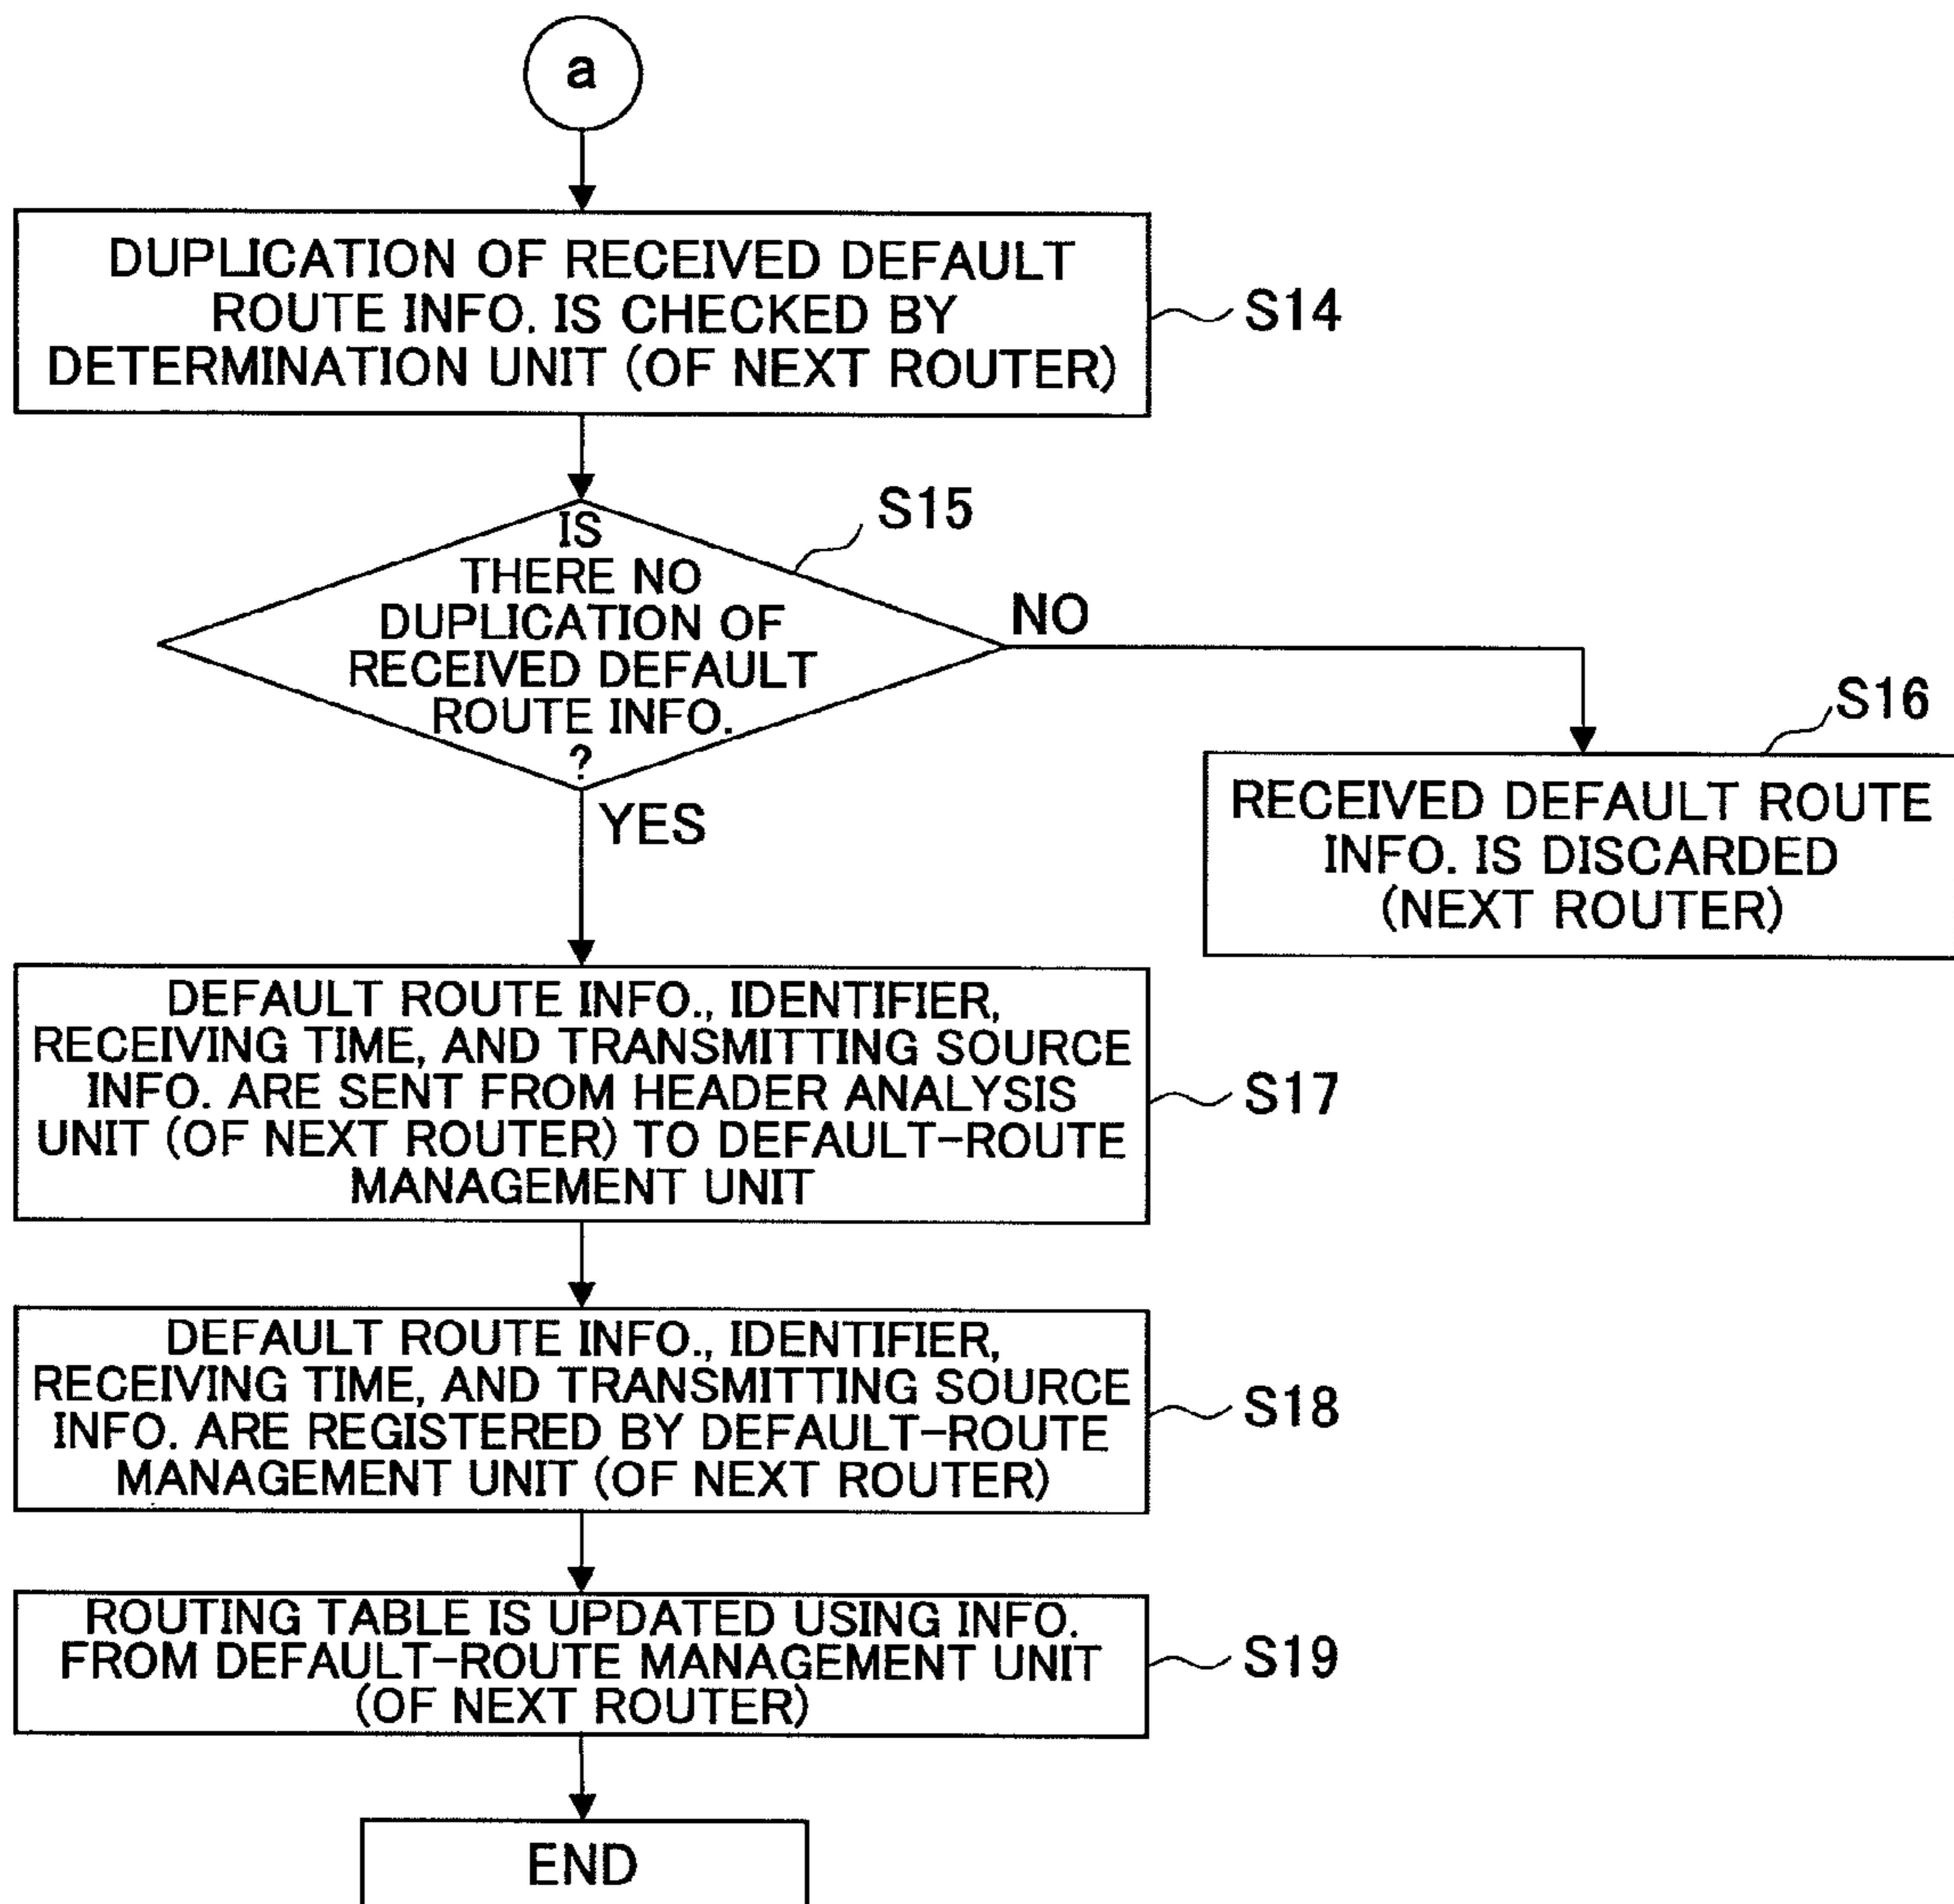 a
DUPLICATION OF RECEIVED DEFAULT
ROUTE INFO. IS CHECKED BY
DETERMINATION UNIT (OF NEXT ROUTER)
S14
IS
THERE NO
DUPLICATION OF
RECEIVED DEFAULT
ROUTE INFO.
?
S15
NO
YES
S16
RECEIVED DEFAULT ROUTE
INFO. IS DISCARDED
(NEXT ROUTER)
DEFAULT ROUTE INFO., IDENTIFIER,
RECEIVING TIME, AND TRANSMITTING SOURCE
INFO. ARE SENT FROM HEADER ANALYSIS
UNIT (OF NEXT ROUTER) TO DEFAULT-ROUTE
MANAGEMENT UNIT
S17
DEFAULT ROUTE INFO., IDENTIFIER,
RECEIVING TIME, AND TRANSMITTING SOURCE
INFO. ARE REGISTERED BY DEFAULT-ROUTE
MANAGEMENT UNIT (OF NEXT ROUTER)
S18
ROUTING TABLE IS UPDATED USING INFO.
FROM DEFAULT-ROUTE MANAGEMENT UNIT
(OF NEXT ROUTER)
S19
END